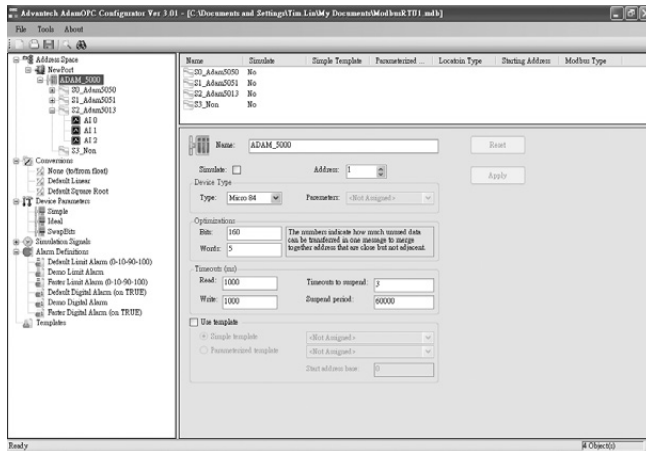 Advantech AdamOPC Configurator Ver 3.01 - [C:\Documents and Settings\Tim Lin\My Documents\ModbusRTU1.mdb]
File Tools About
Address Space
NewPort
ADAM_5000
S0_Adam5050
S1_Adam5051
S2_Adam5013
AI 0
AI 1
AI 2
S3_Non
Conversions
None (to/from float)
Default Linear
Default Square Root
Device Parameters
Simple
Ideal
SwapBits
Simulation Signals
Alarm Definitions
Default Limit Alarm (0-10-90-100)
Demo Limit Alarm
Faster Limit Alarm (0-10-90-100)
Default Digital Alarm (on TRUE)
Demo Digital Alarm
Faster Digital Alarm (on TRUE)
Templates
Name Simulate Simple Template Parametrized ... Locatoin Type Starting Address Modbus Type
S0_Adam5050 No
S1_Adam5051 No
S2_Adam5013 No
S3_Non No
Name: ADAM_5000 Reset
Simulate: Address: 1 Apply
Device Type
Type: Micro 84 Parameters: <Not Assigned>
Optimizations
Bits: 160 The numbers indicate how much unused data
can be transferred in one message to merge
Words: 5 together address that are close but not adjacent.
Timeouts (ms)
Read: 1000 Timeouts to suspend: 3
Write: 1000 Suspend period: 60000
Use template
Simple template <Not Assigned>
Parametrized template <Not Assigned>
Start address base: 0
Ready 4 Object(s)